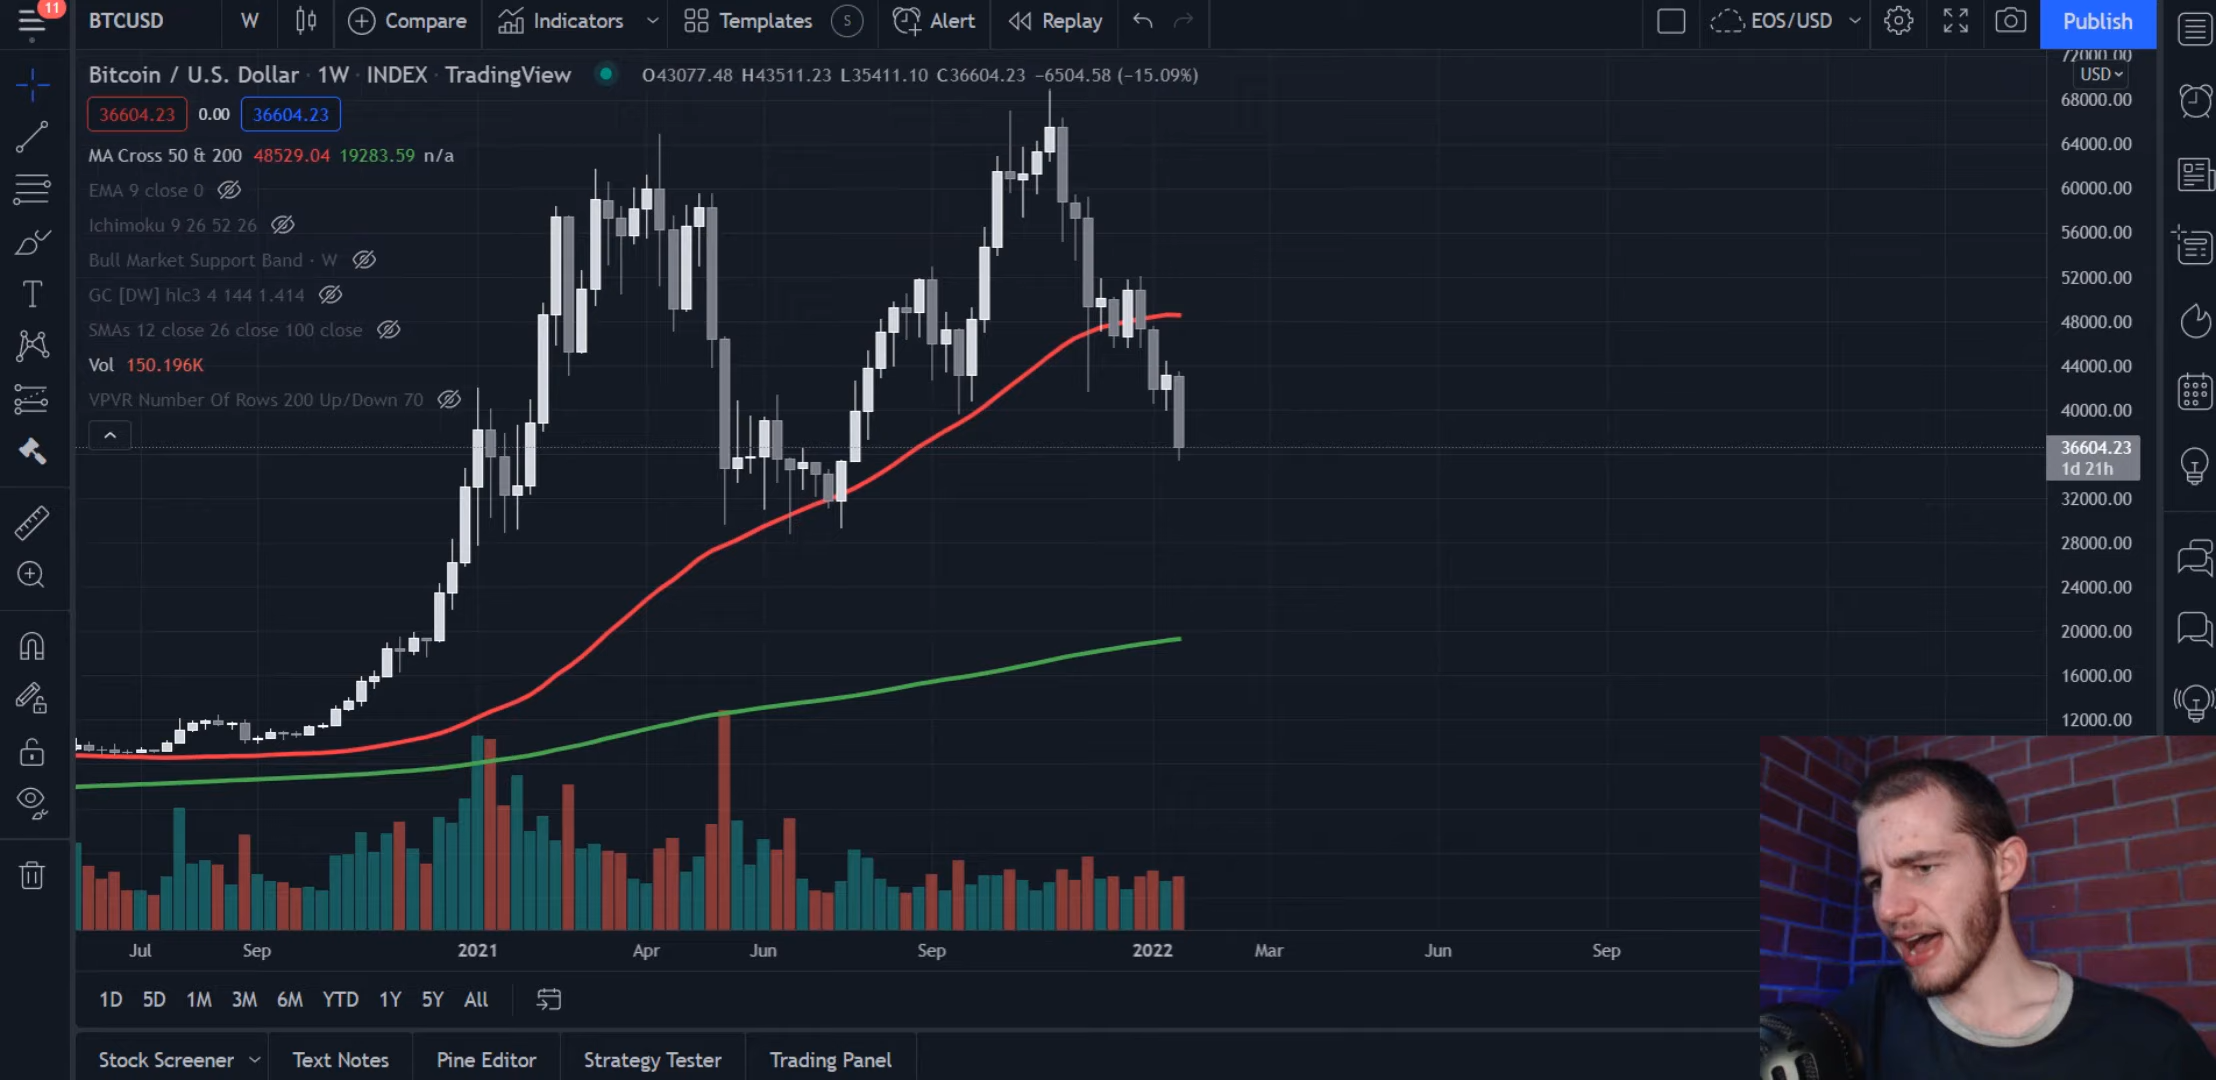 11
BTCUSD W Compare Indicators Templates S Alert Replay EOS/USD Publish
Bitcoin / U.S. Dollar · 1W · INDEX · TradingView O43077.48 H43511.23 L35411.10 C36604.23 −6504.58 (−15.09%)
36604.23 0.00 36604.23
MA Cross 50 & 200 48529.04 19283.59 n/a
EMA 9 close 0
Ichimoku 9 26 52 26
Bull Market Support Band · W
GC [DW] hlc3 4 144 1.414
SMAs 12 close 26 close 100 close
Vol 150.196K
VPVR Number Of Rows 200 Up/Down 70
72000.00
USD
68000.00
64000.00
60000.00
56000.00
52000.00
48000.00
44000.00
40000.00
36604.23
1d 21h
32000.00
28000.00
24000.00
20000.00
16000.00
12000.00
Jul Sep 2021 Apr Jun Sep 2022 Mar Jun Sep
1D 5D 1M 3M 6M YTD 1Y 5Y All
Stock Screener Text Notes Pine Editor Strategy Tester Trading Panel